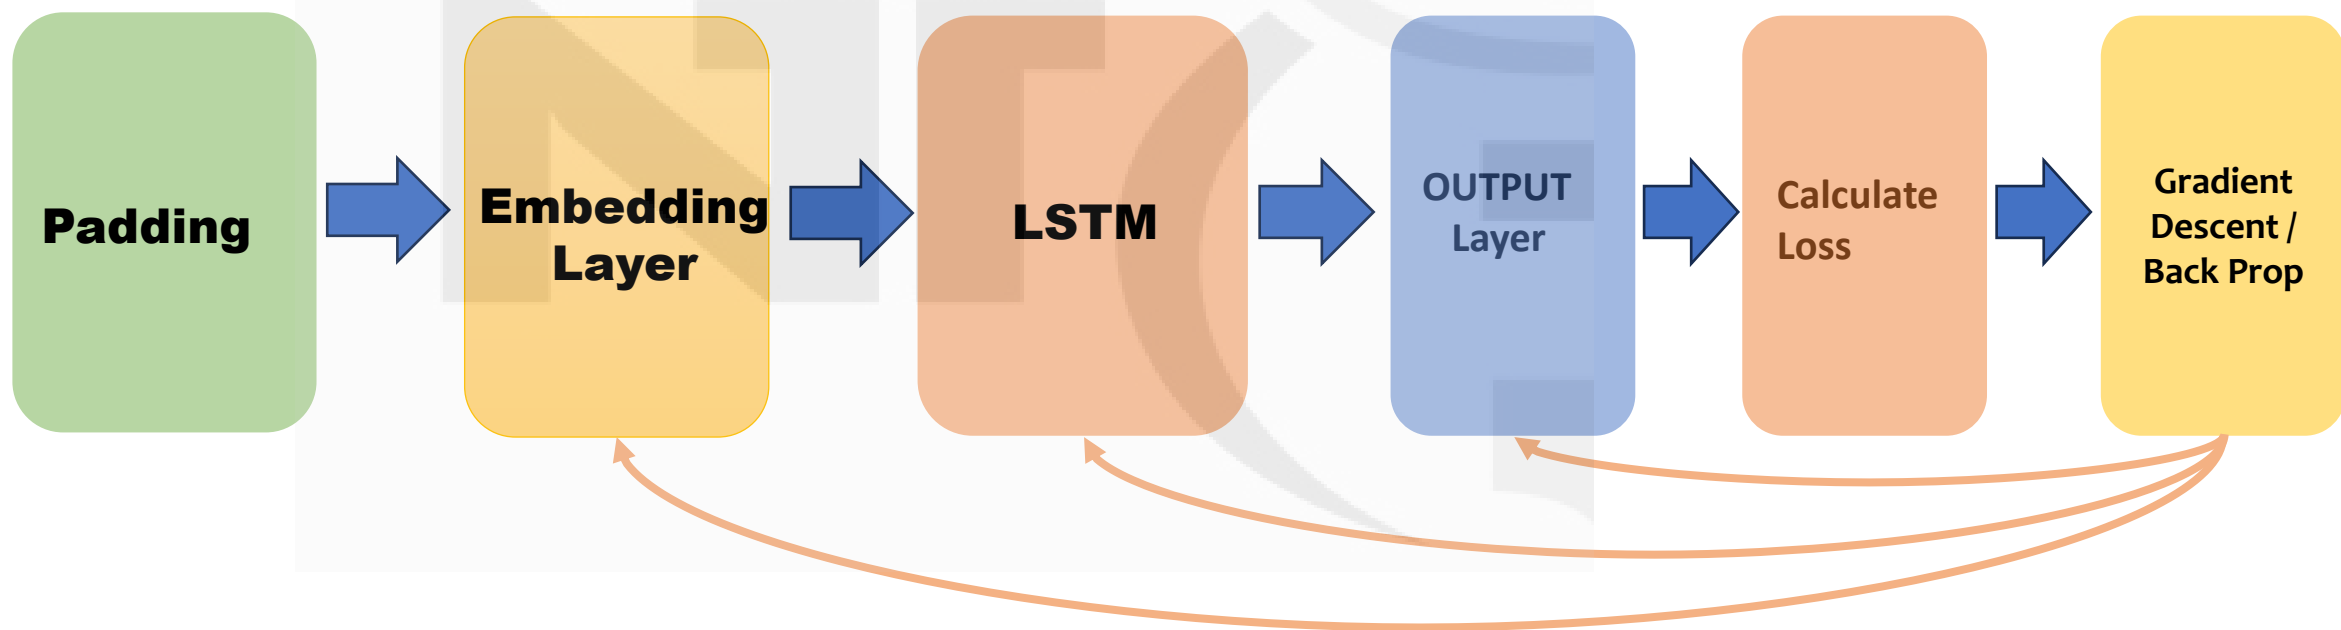 Padding
Embedding
Layer
LSTM
OUTPUT
Layer
Calculate
Loss
Gradient
Descent /
Back Prop